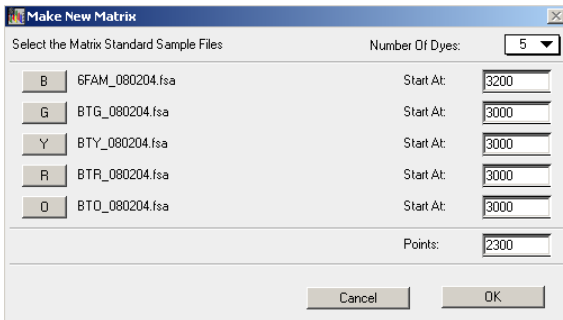 Make New Matrix
Select the Matrix Standard Sample Files Number Of Dyes: 5
B 6FAM_080204.fsa Start At: 3200
G BTG_080204.fsa Start At: 3000
Y BTY_080204.fsa Start At: 3000
R BTR_080204.fsa Start At: 3000
O BTO_080204.fsa Start At: 3000
Points: 2300
Cancel OK